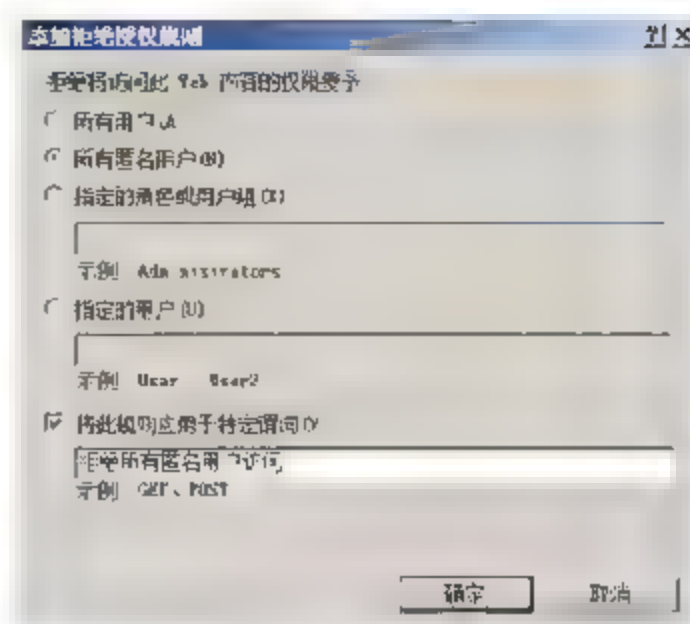 添加拒绝授权规则
拒绝将访问此 Web 内容的权限授予
所有用户(A
所有匿名用户(N)
指定的角色或用户组(R)
示例 Administrators
指定的用户(U)
示例 User User2
将此规则应用于特定谓词(V
拒绝所有匿名用户访问
示例 GET、POST
确定
取消